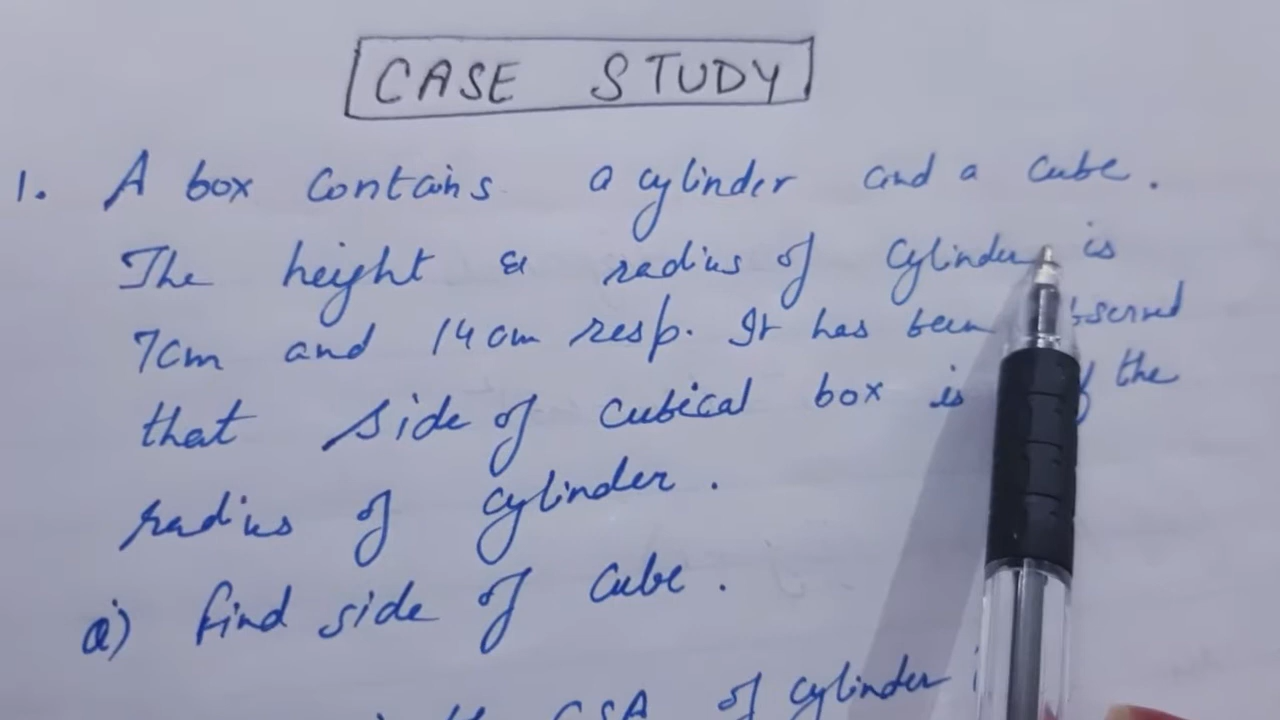 CASE STUDY
1. A box contains a cylinder and a cube.
The height & radius of cylinder is
7cm and 14cm resp. It has been observed
that side of cubical box is of the
radius of cylinder.
a) find side of cube.
CSA of cylinder